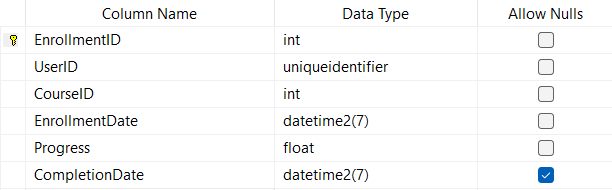 Column Name Data Type Allow Nulls
EnrollmentID int
UserID uniqueidentifier
CourseID int
EnrollmentDate datetime2(7)
Progress float
CompletionDate datetime2(7)